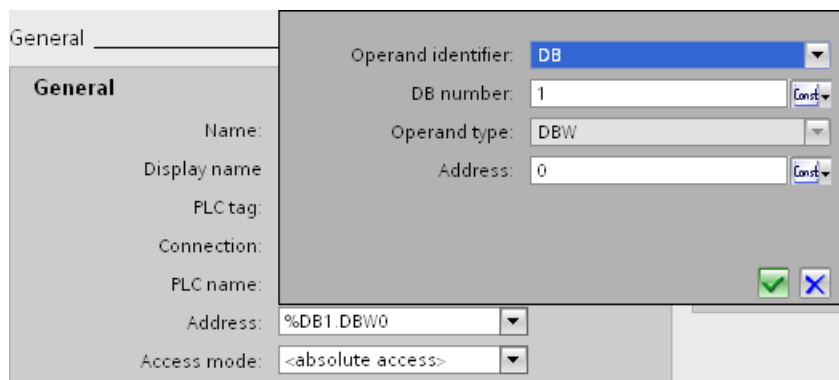 General
General
Name:
Display name
PLC tag:
Connection:
PLC name:
Address: %DB1.DBW0
Access mode: <absolute access>
Operand identifier: DB
DB number: 1 Const
Operand type: DBW
Address: 0 Const